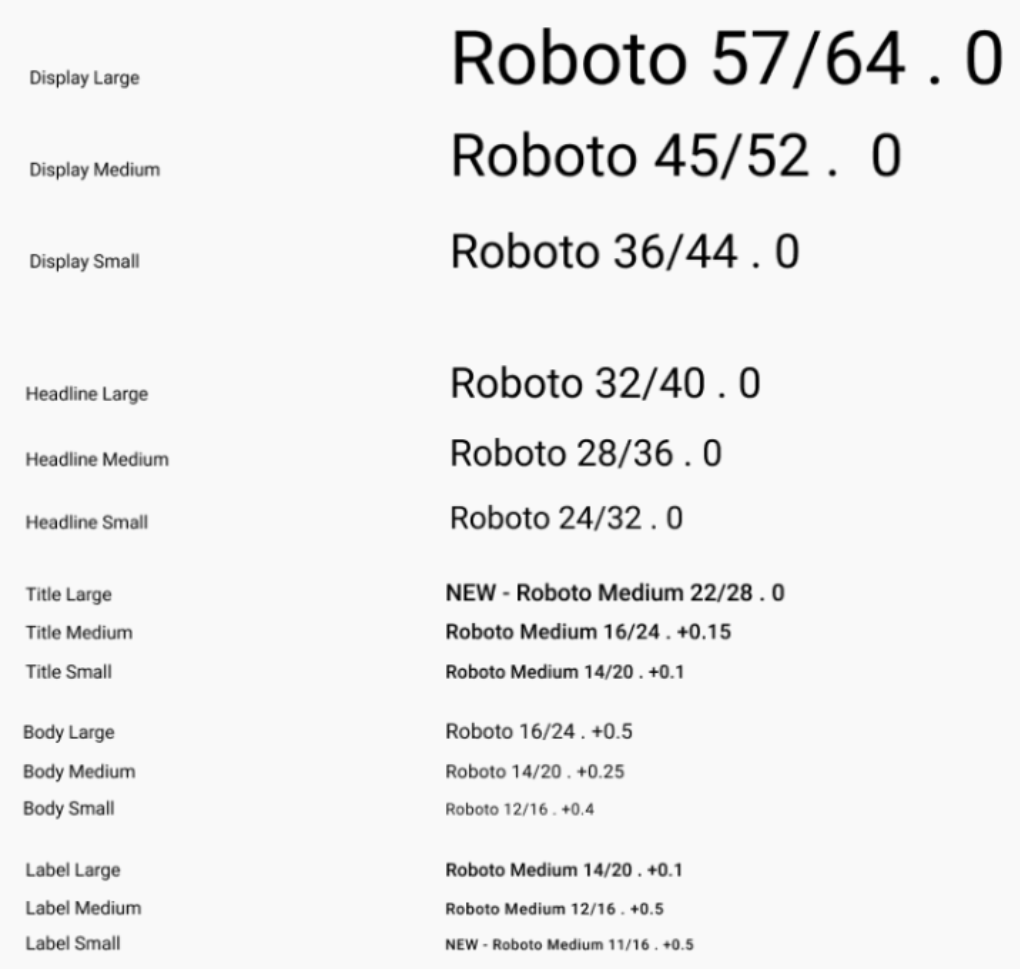 Display Large Roboto 57/64 . 0
Display Medium Roboto 45/52 . 0
Display Small Roboto 36/44 . 0
Headline Large Roboto 32/40 . 0
Headline Medium Roboto 28/36 . 0
Headline Small Roboto 24/32 . 0
Title Large NEW - Roboto Medium 22/28 . 0
Title Medium Roboto Medium 16/24 . +0.15
Title Small Roboto Medium 14/20 . +0.1
Body Large Roboto 16/24 . +0.5
Body Medium Roboto 14/20 . +0.25
Body Small Roboto 12/16 . +0.4
Label Large Roboto Medium 14/20 . +0.1
Label Medium Roboto Medium 12/16 . +0.5
Label Small NEW - Roboto Medium 11/16 . +0.5